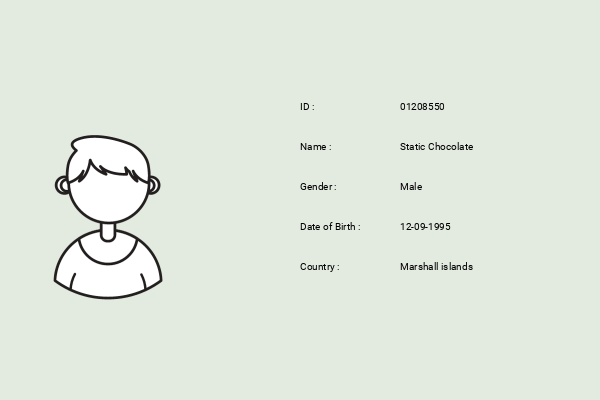 ID : 01208550
Name : Static Chocolate
Gender : Male
Date of Birth : 12-09-1995
Country : Marshall islands